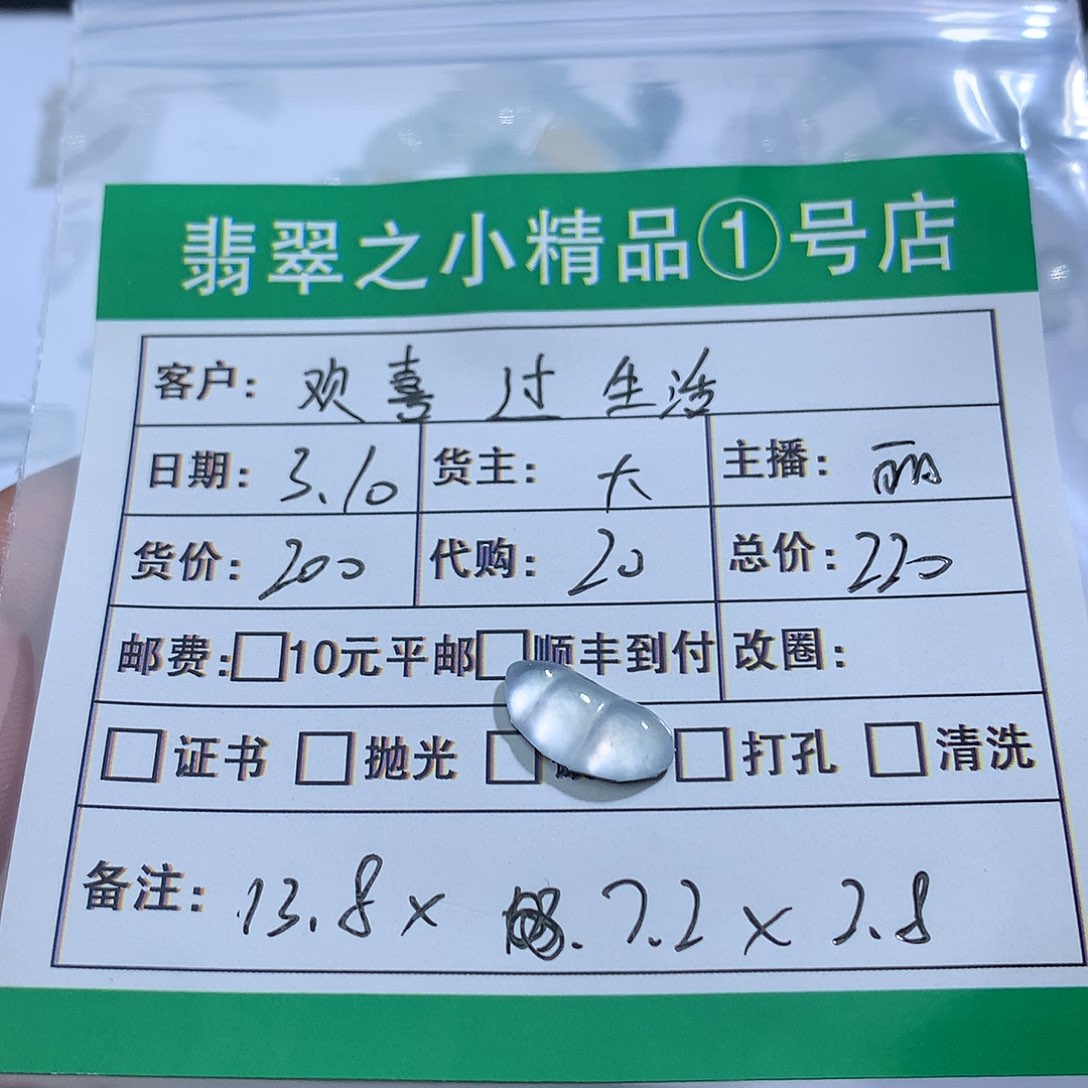 翡翠之小精品①号店
客户: 欢喜过生活
日期: 3.10 货主: 大 主播: 丽
货价: 200 代购: 20 总价: 220
邮费: □10元平邮 □顺丰到付 改圈:
□证书 □抛光 □ □打孔 □清洗
备注: 13.8× 7.2×2.8